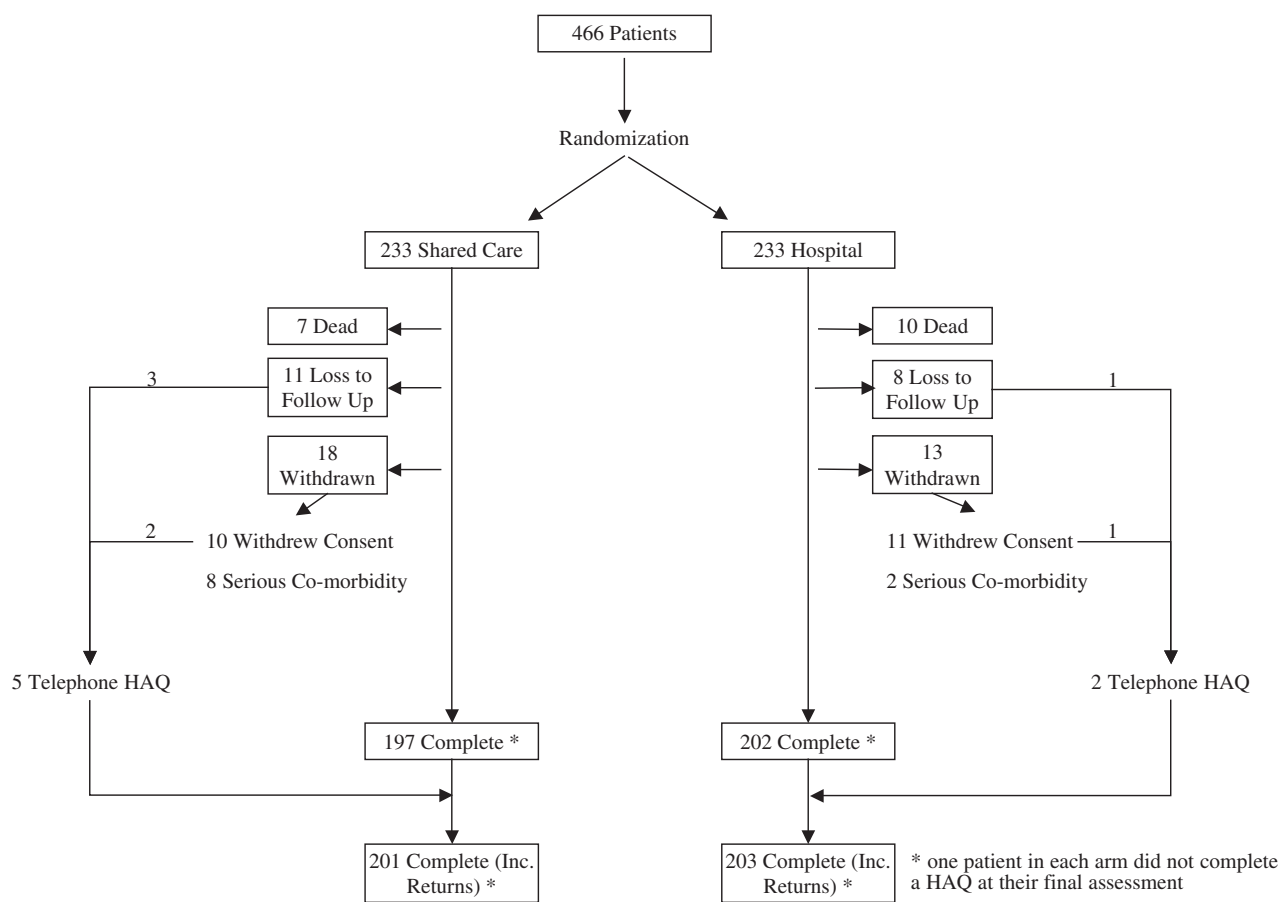 466 Patients
Randomization
233 Shared Care
233 Hospital
7 Dead
10 Dead
3
11 Loss to
Follow Up
8 Loss to
Follow Up
1
18
Withdrawn
13
Withdrawn
2
10 Withdrew Consent
11 Withdrew Consent
1
8 Serious Co-morbidity
2 Serious Co-morbidity
5 Telephone HAQ
2 Telephone HAQ
197 Complete *
202 Complete *
201 Complete (Inc.
Returns) *
203 Complete (Inc.
Returns) *
* one patient in each arm did not complete
a HAQ at their final assessment